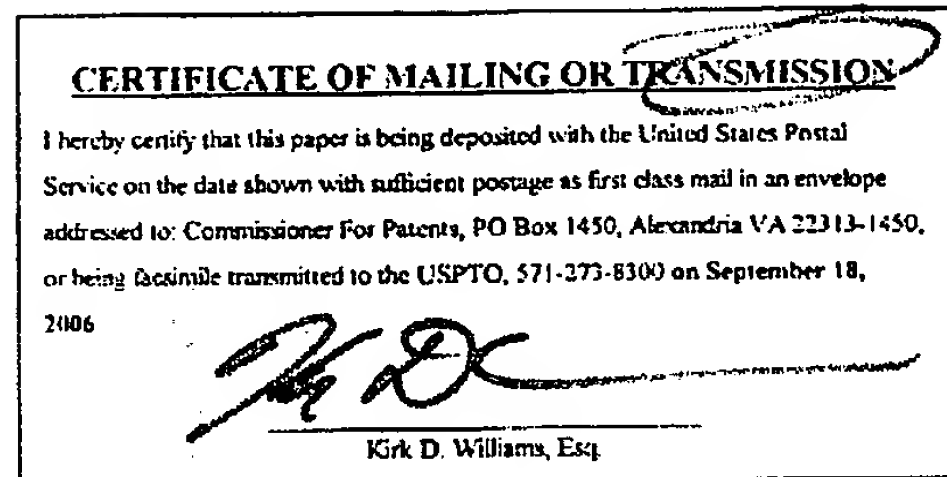 CERTIFICATE OF MAILING OR TRANSMISSION
I hereby certify that this paper is being deposited with the United States Postal
Service on the date shown with sufficient postage as first class mail in an envelope
addressed to: Commissioner For Patents, PO Box 1450, Alexandria VA 22313-1450,
or being facsimile transmitted to the USPTO, 571-273-8300 on September 18,
2006
Kirk D. Williams, Esq.